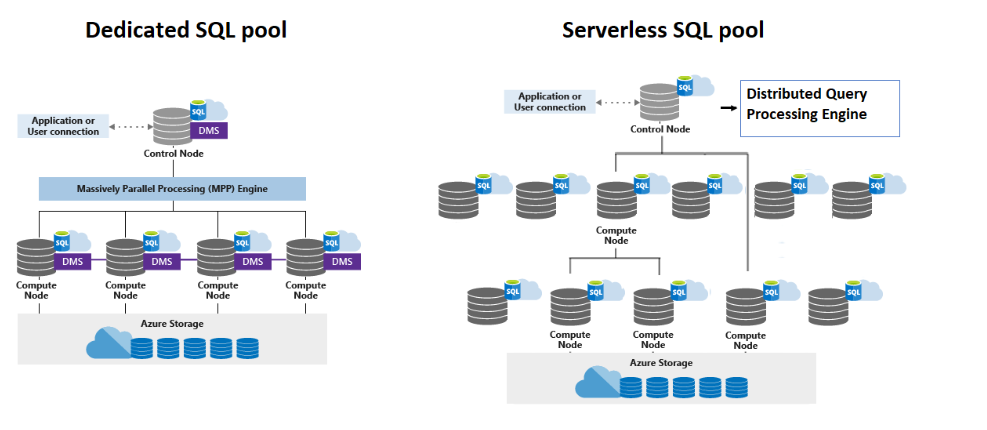 Dedicated SQL pool
Application or
User connection
SQL
DMS
Control Node
Massively Parallel Processing (MPP) Engine
SQL
DMS
SQL
DMS
SQL
DMS
SQL
DMS
Compute
Node
Compute
Node
Compute
Node
Compute
Node
Azure Storage
Serverless SQL pool
Application or
User connection
SQL
Control Node
Distributed Query
Processing Engine
SQL
SQL
SQL
SQL
SQL
SQL
Compute
Node
SQL
SQL
SQL
SQL
SQL
Compute
Node
Compute
Node
Compute
Node
Azure Storage